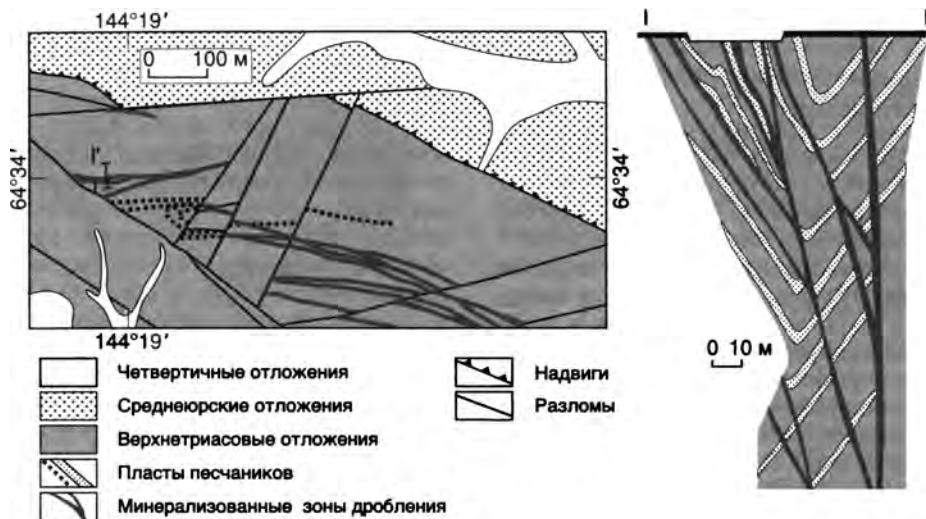 144°19′
0 100 м
64°34′
I′
I
64°34′
144°19′
Четвертичные отложения
Среднеюрские отложения
Верхнетриасовые отложения
Пласты песчаников
Минерализованные зоны дробления
Надвиги
Разломы
I
0 10 м